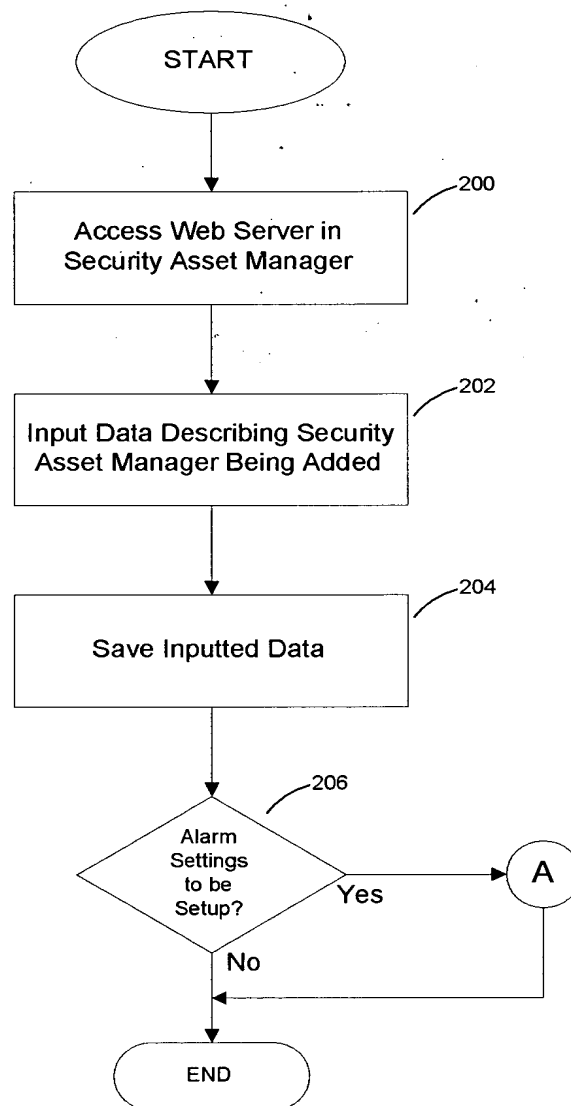 START
200
Access Web Server in
Security Asset Manager
202
Input Data Describing Security
Asset Manager Being Added
204
Save Inputted Data
206
Alarm
Settings
to be
Setup?
Yes
A
No
END